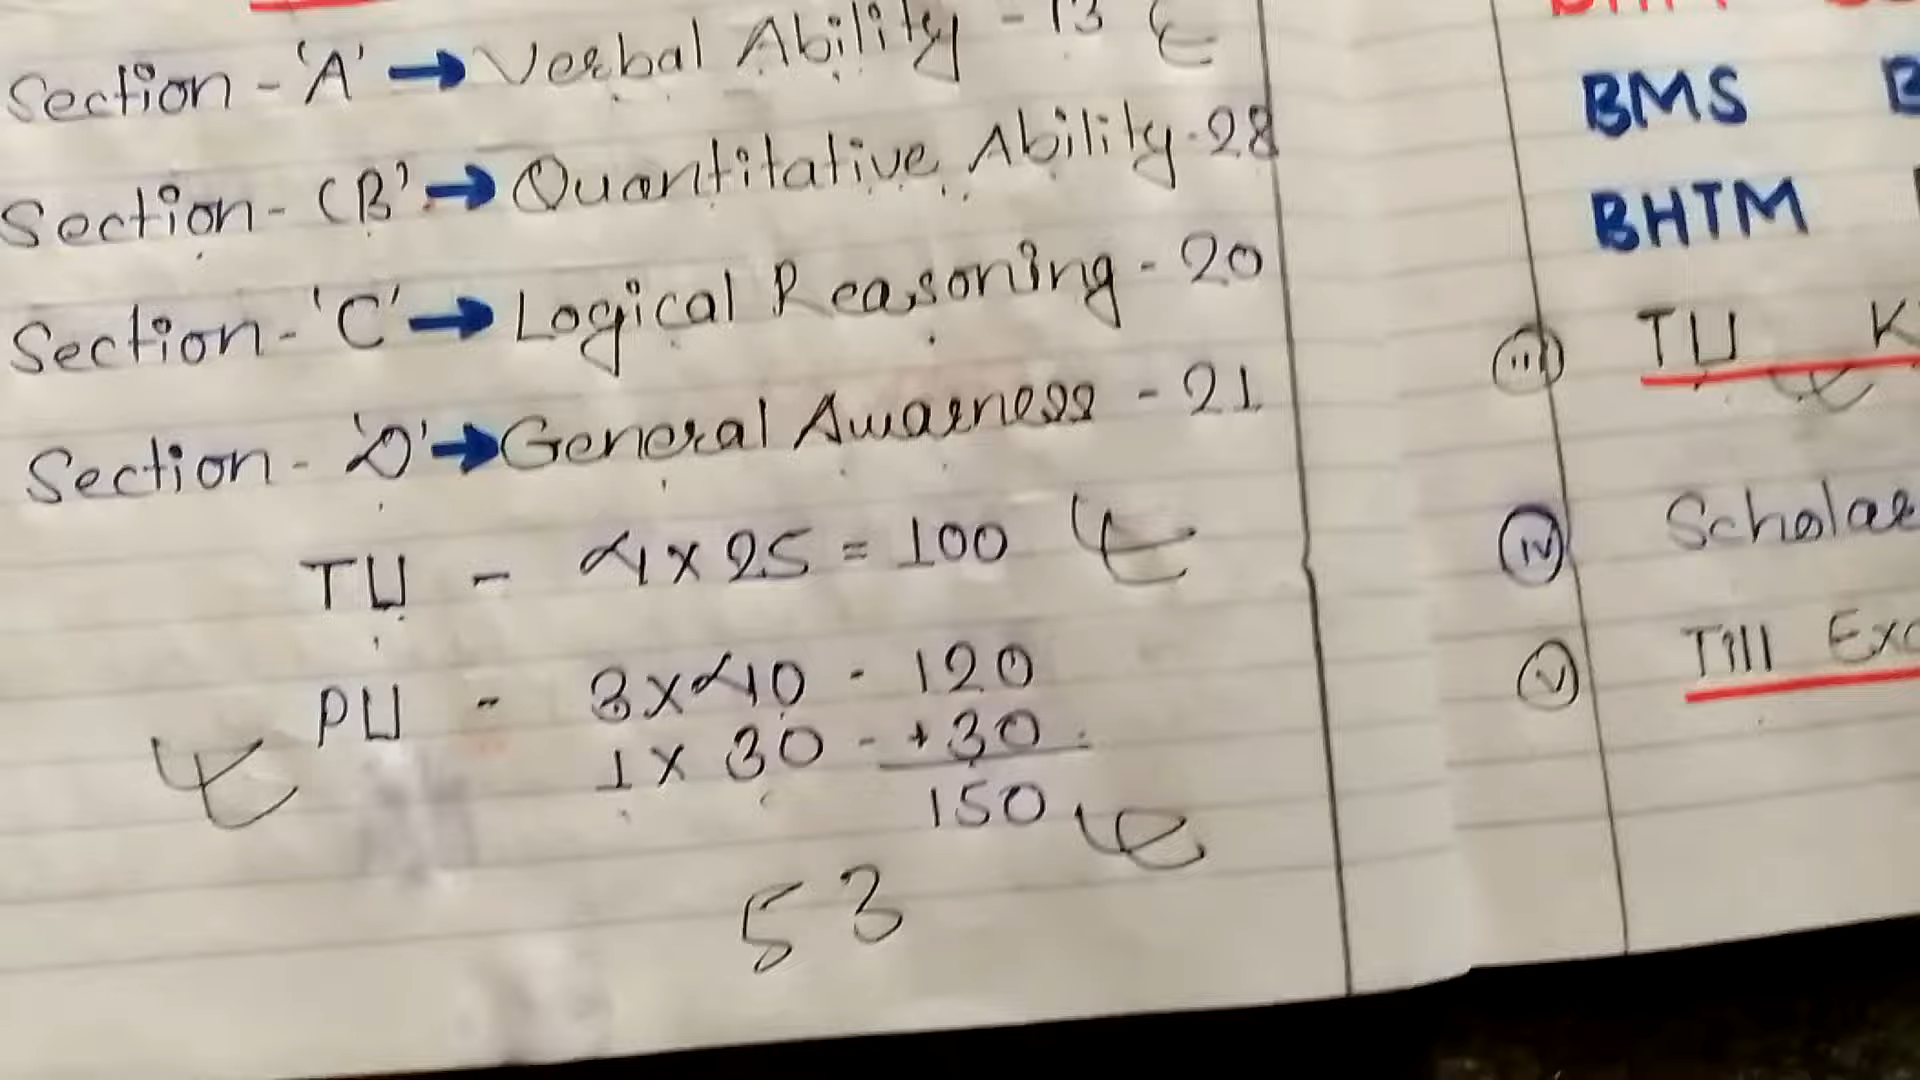 Section - 'A' → Verbal Ability - 13
Section - 'B' → Quantitative Ability - 28
Section - 'C' → Logical Reasoning - 20
Section - 'D' → General Awarness - 21
TU - 4 x 25 = 100
PU - 3 x 40 - 120
1 x 30 - + 30
150
53
BMS
BHTM
(iii) TU
(iv) Scholar
(v) Till